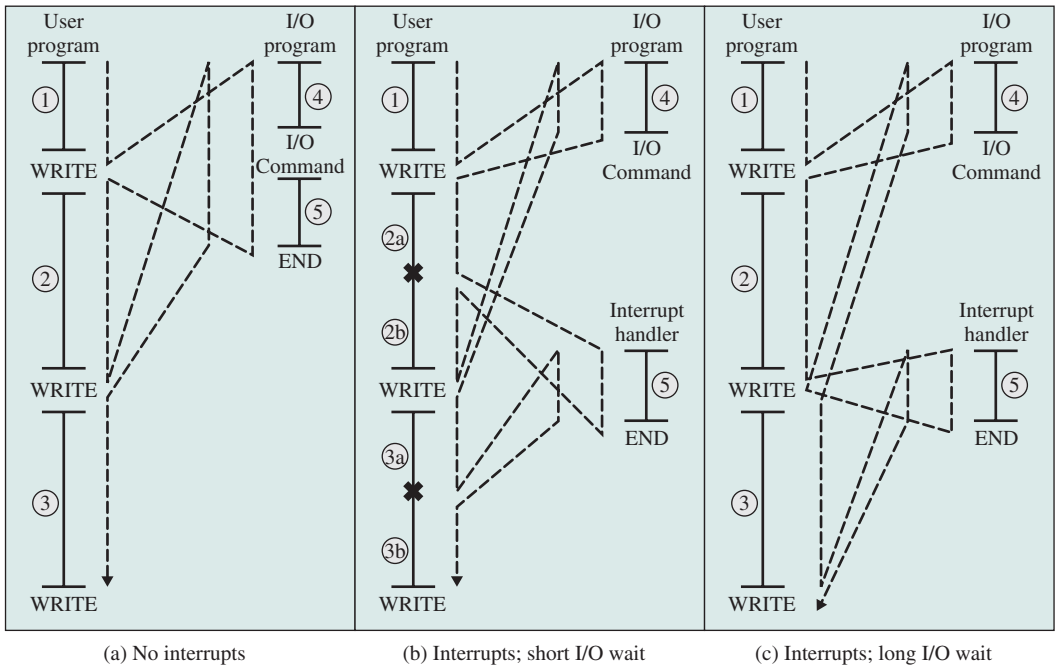 User
program
I/O
program
1
4
WRITE
I/O
Command
5
END
2
WRITE
3
WRITE
(a) No interrupts
User
program
I/O
program
1
4
WRITE
I/O
Command
2a
2b
Interrupt
handler
WRITE
5
END
3a
3b
WRITE
(b) Interrupts; short I/O wait
User
program
I/O
program
1
4
WRITE
I/O
Command
2
Interrupt
handler
WRITE
5
END
3
WRITE
(c) Interrupts; long I/O wait